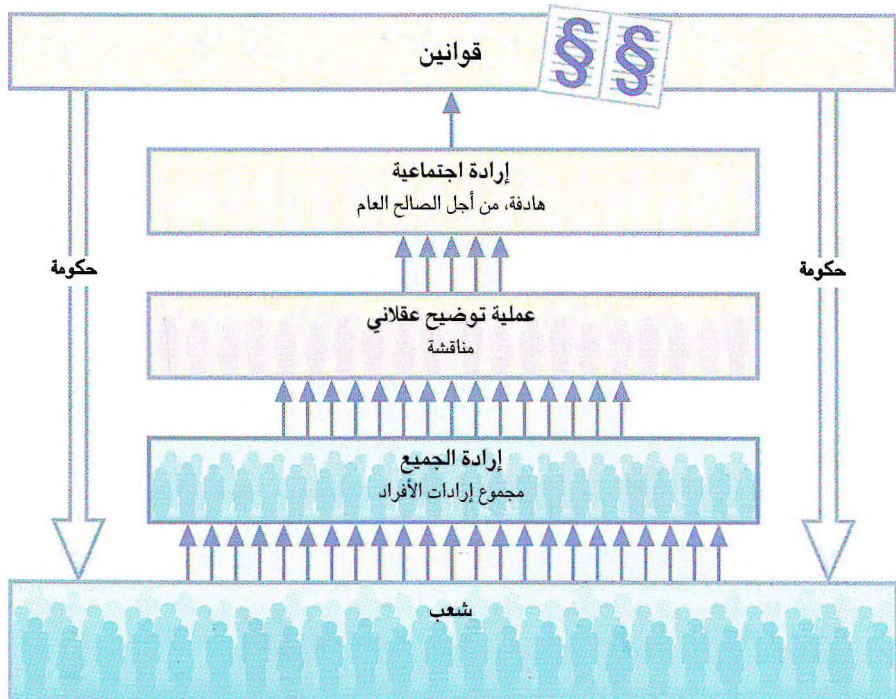 قوانين
§ §
إرادة اجتماعية
هادفة، من أجل الصالح العام
حكومة
حكومة
عملية توضيح عقلاني
مناقشة
إرادة الجميع
مجموع إرادات الأفراد
شعب